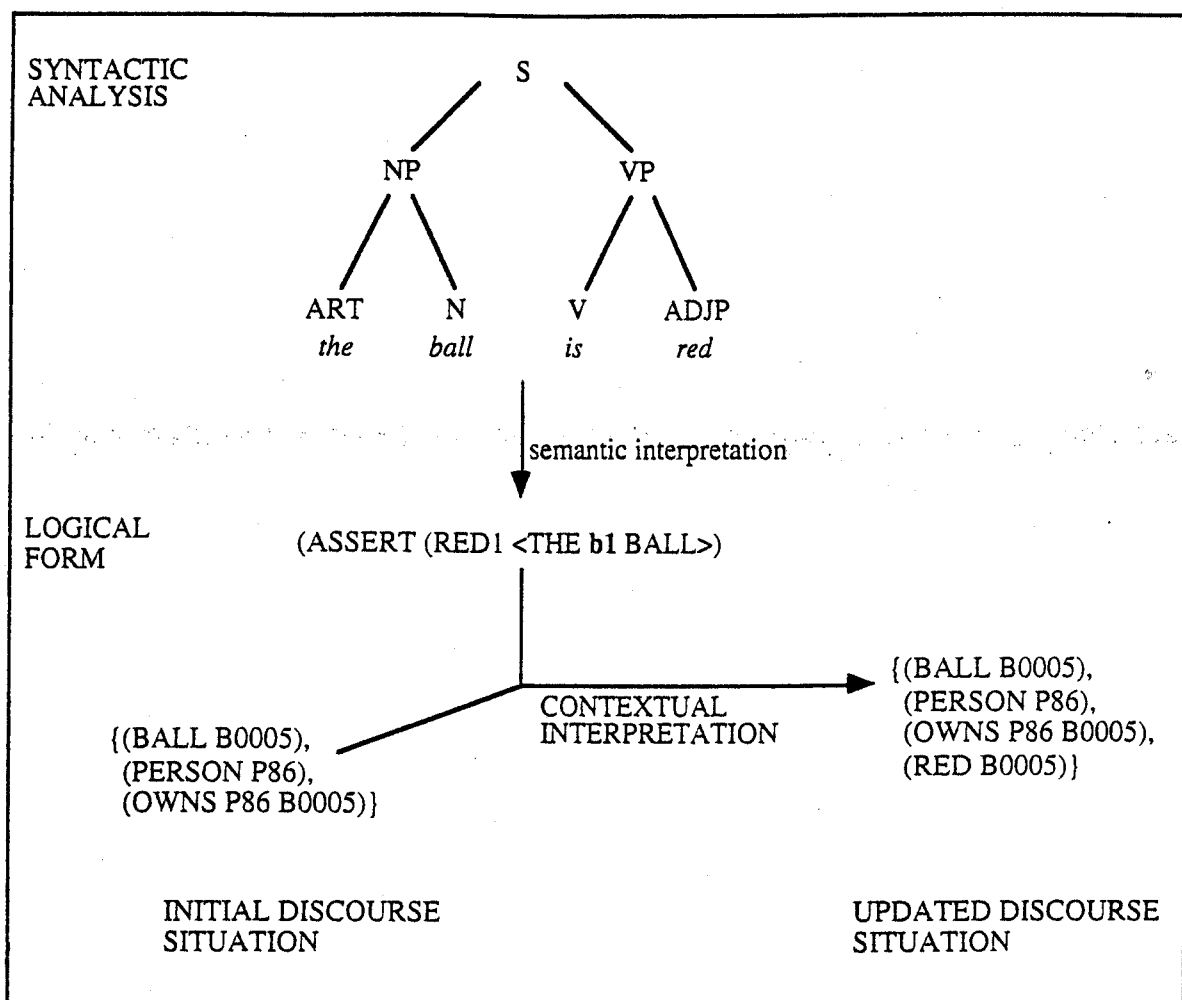 SYNTACTIC
ANALYSIS
S
NP VP
ART N V ADJP
the ball is red
semantic interpretation
LOGICAL
FORM
(ASSERT (RED1 <THE b1 BALL>)
{(BALL B0005),
(PERSON P86),
(OWNS P86 B0005)}
CONTEXTUAL
INTERPRETATION
{(BALL B0005),
(PERSON P86),
(OWNS P86 B0005),
(RED B0005)}
INITIAL DISCOURSE
SITUATION
UPDATED DISCOURSE
SITUATION